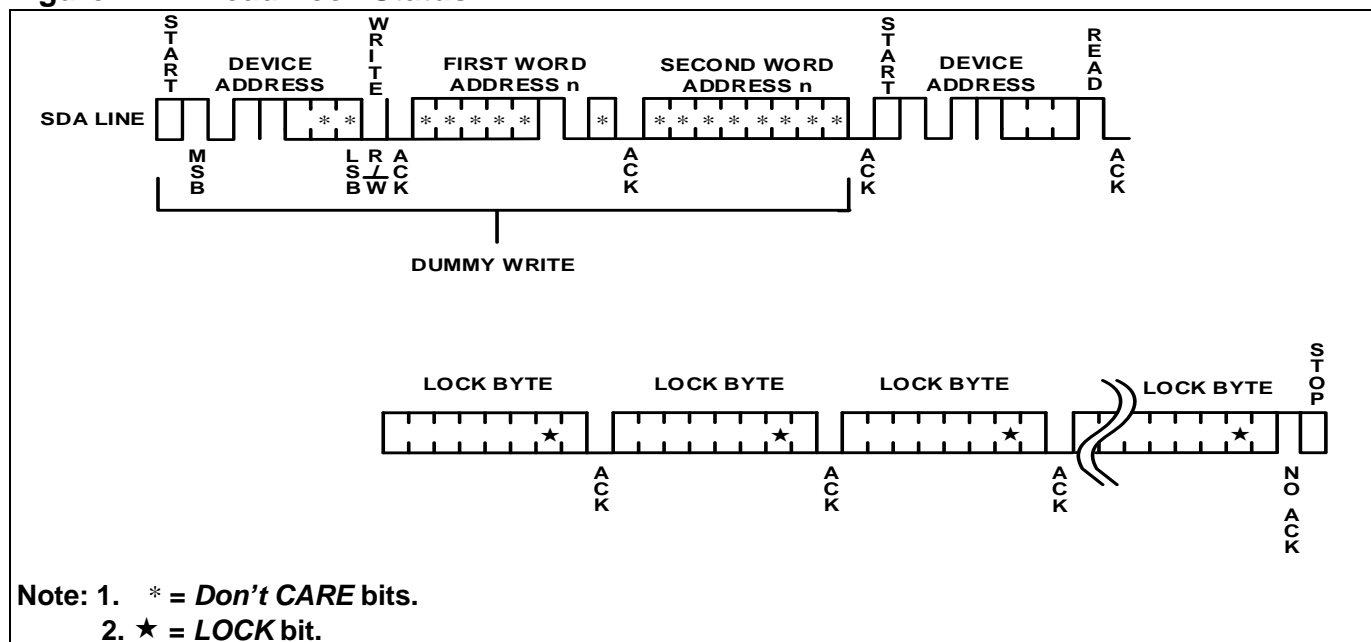 START
DEVICE
ADDRESS
WRITE
FIRST WORD
ADDRESS n
SECOND WORD
ADDRESS n
START
DEVICE
ADDRESS
READ
SDA LINE
* * * * * * * * * * * * * * * *
MSB
LSB
R/W
ACK
ACK
ACK
ACK
DUMMY WRITE
LOCK BYTE
LOCK BYTE
LOCK BYTE
LOCK BYTE
STOP
★ ★ ★ ★
ACK
ACK
ACK
NO ACK
Note: 1. * = Don't CARE bits.
2. ★ = LOCK bit.